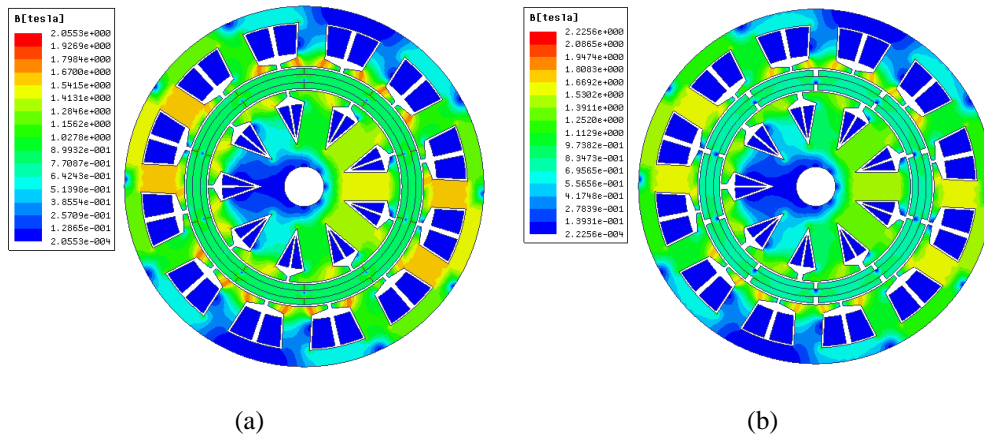 B[tesla]
2.0553e+000
1.9269e+000
1.7984e+000
1.6700e+000
1.5415e+000
1.4131e+000
1.2846e+000
1.1562e+000
1.0278e+000
8.9932e-001
7.7087e-001
6.4243e-001
5.1398e-001
3.8554e-001
2.5709e-001
1.2865e-001
2.0553e-004
B[tesla]
2.2256e+000
2.0865e+000
1.9474e+000
1.8083e+000
1.6692e+000
1.5302e+000
1.3911e+000
1.2520e+000
1.1129e+000
9.7382e-001
8.3473e-001
6.9565e-001
5.5656e-001
4.1748e-001
2.7839e-001
1.3931e-001
2.2256e-004
(a)
(b)